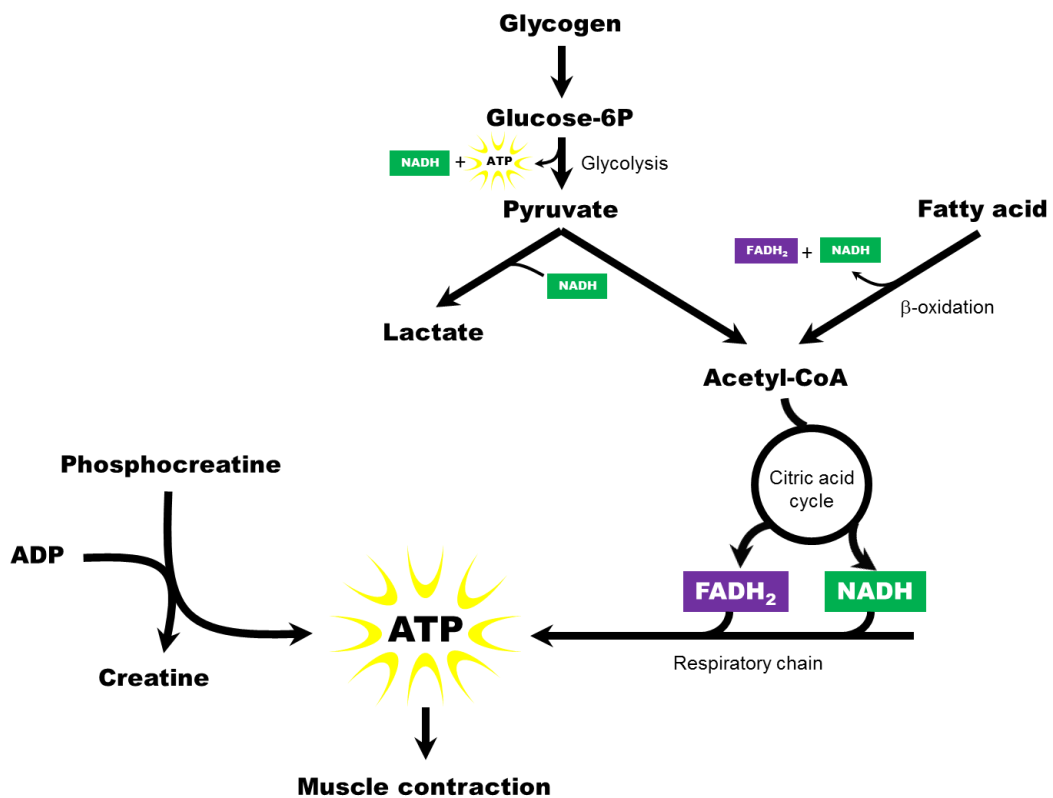 Glycogen
Glucose-6P
NADH + ATP
Glycolysis
Pyruvate
Fatty acid
FADH₂ + NADH
NADH
β-oxidation
Lactate
Acetyl-CoA
Citric acid
cycle
Phosphocreatine
ADP
FADH₂
NADH
ATP
Respiratory chain
Creatine
Muscle contraction